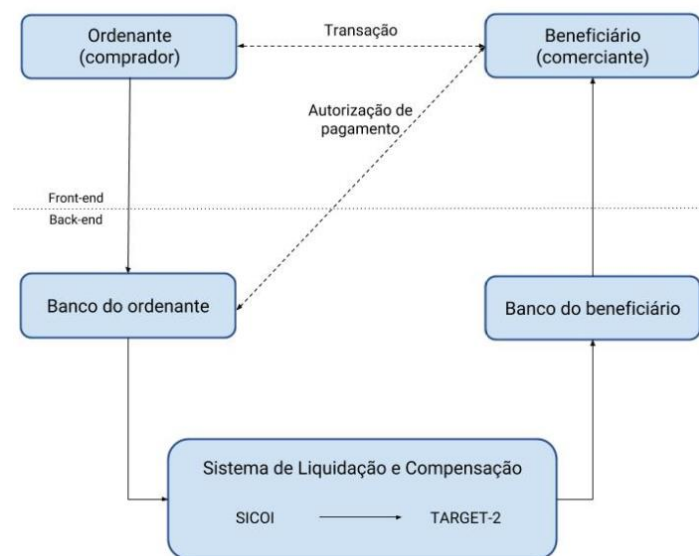 Ordenante
(comprador)
Transação
Beneficiário
(comerciante)
Autorização de
pagamento
Front-end
Back-end
Banco do ordenante
Banco do beneficiário
Sistema de Liquidação e Compensação
SICOI
TARGET-2